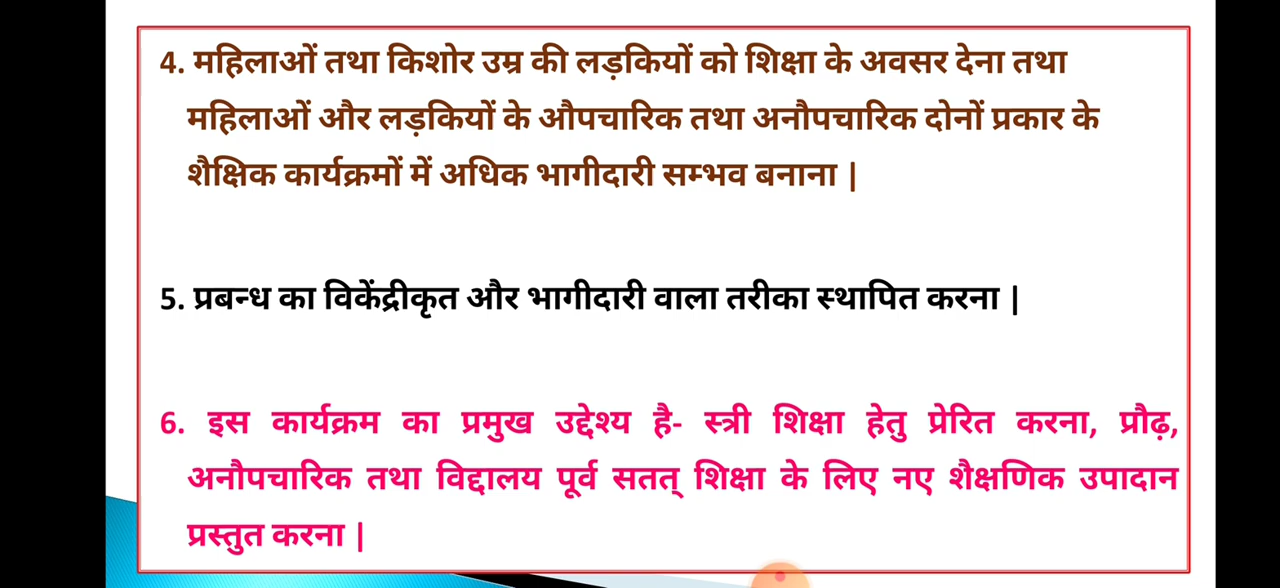 4. महिलाओं तथा किशोर उम्र की लड़कियों को शिक्षा के अवसर देना तथा
महिलाओं और लड़कियों के औपचारिक तथा अनौपचारिक दोनों प्रकार के
शैक्षिक कार्यक्रमों में अधिक भागीदारी सम्भव बनाना |
5. प्रबन्ध का विकेंद्रीकृत और भागीदारी वाला तरीका स्थापित करना |
6. इस कार्यक्रम का प्रमुख उद्देश्य है- स्त्री शिक्षा हेतु प्रेरित करना, प्रौढ़,
अनौपचारिक तथा विद्दालय पूर्व सतत् शिक्षा के लिए नए शैक्षणिक उपादान
प्रस्तुत करना |